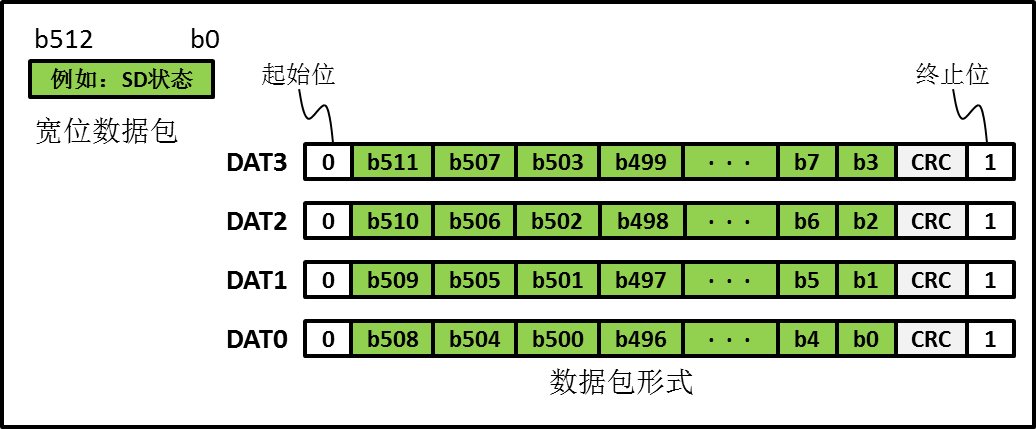 b512 b0
例如：SD状态
宽位数据包
起始位
终止位
DAT3 0 b511 b507 b503 b499 · · · b7 b3 CRC 1
DAT2 0 b510 b506 b502 b498 · · · b6 b2 CRC 1
DAT1 0 b509 b505 b501 b497 · · · b5 b1 CRC 1
DAT0 0 b508 b504 b500 b496 · · · b4 b0 CRC 1
数据包形式